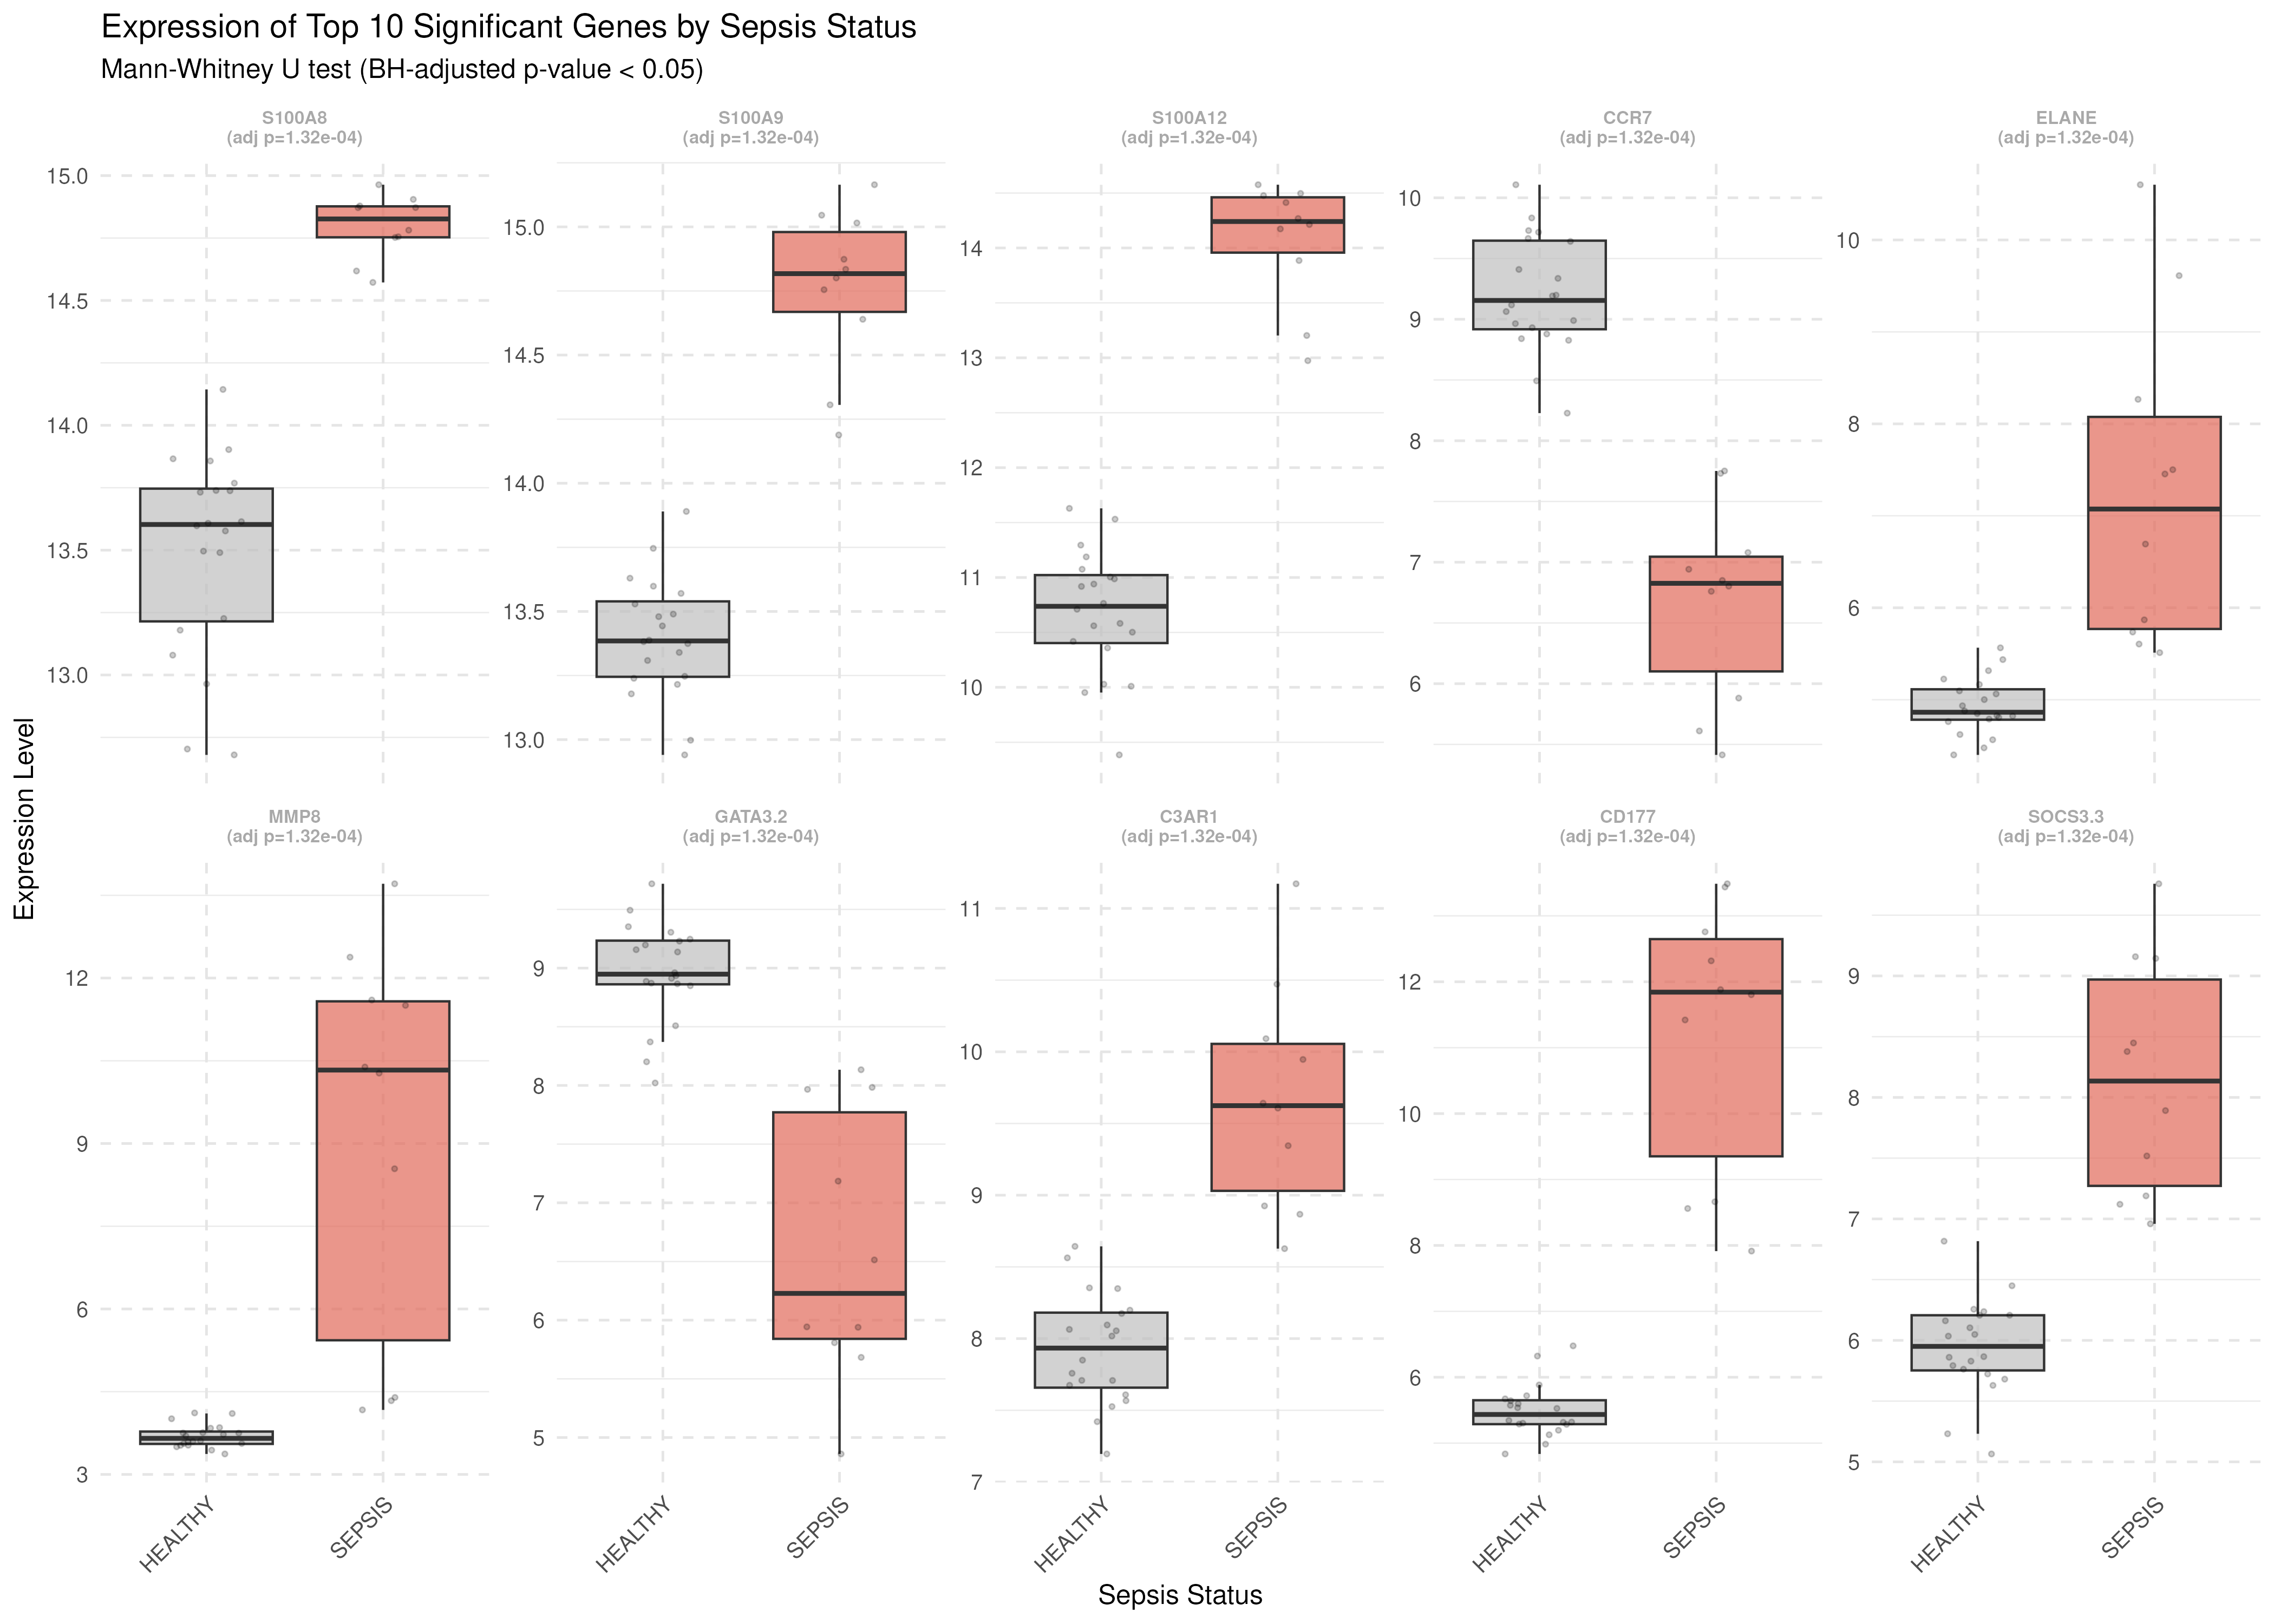 Expression of Top 10 Significant Genes by Sepsis Status
Mann-Whitney U test (BH-adjusted p-value < 0.05)
S100A8
(adj p=1.32e-04)
S100A9
(adj p=1.32e-04)
S100A12
(adj p=1.32e-04)
CCR7
(adj p=1.32e-04)
ELANE
(adj p=1.32e-04)
15.0
14.5
14.0
13.5
13.0
15.0
14.5
14.0
13.5
13.0
14
13
12
11
10
10
9
8
7
6
10
8
6
Expression Level
MMP8
(adj p=1.32e-04)
GATA3.2
(adj p=1.32e-04)
C3AR1
(adj p=1.32e-04)
CD177
(adj p=1.32e-04)
SOCS3.3
(adj p=1.32e-04)
12
9
6
3
9
8
7
6
5
11
10
9
8
7
12
10
8
6
9
8
7
6
5
HEALTHY
SEPSIS
HEALTHY
SEPSIS
HEALTHY
SEPSIS
HEALTHY
SEPSIS
HEALTHY
SEPSIS
Sepsis Status